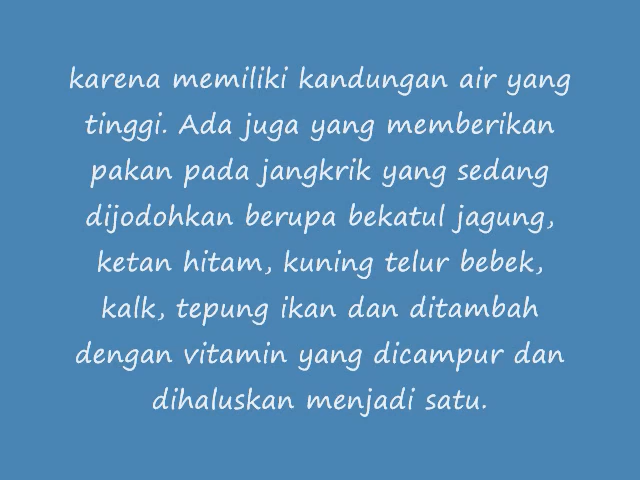 karena memiliki kandungan air yang
tinggi. Ada juga yang memberikan
pakan pada jangkrik yang sedang
dijodohkan berupa bekatul jagung,
ketan hitam, kuning telur bebek,
kalk, tepung ikan dan ditambah
dengan vitamin yang dicampur dan
dihaluskan menjadi satu.